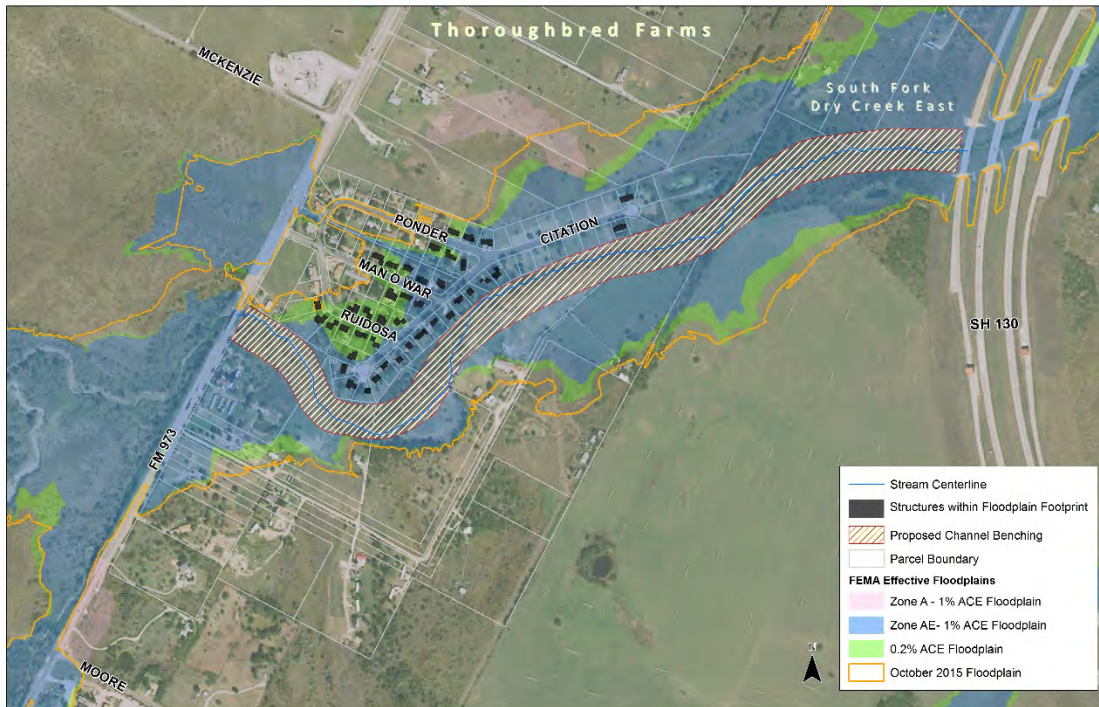 Thoroughbred Farms
MCKENZIE
South Fork
Dry Creek East
PONDER
CITATION
MAN O WAR
RUIDOSA
SH 130
FM 973
MOORE
N
Stream Centerline
Structures within Floodplain Footprint
Proposed Channel Benching
Parcel Boundary
FEMA Effective Floodplains
Zone A - 1% ACE Floodplain
Zone AE- 1% ACE Floodplain
0.2% ACE Floodplain
October 2015 Floodplain